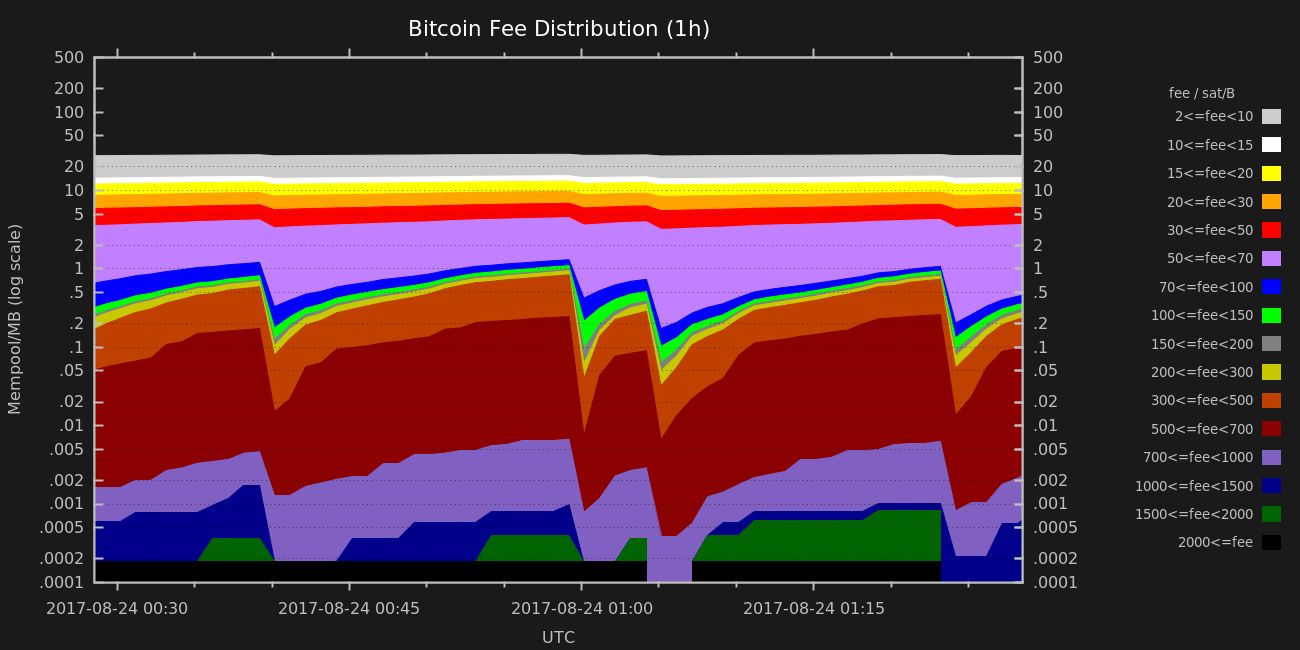 Bitcoin Fee Distribution (1h)
Mempool/MB (log scale)
500
200
100
50
20
10
5
2
1
.5
.2
.1
.05
.02
.01
.005
.002
.001
.0005
.0002
.0001
500
200
100
50
20
10
5
2
1
.5
.2
.1
.05
.02
.01
.005
.002
.001
.0005
.0002
.0001
2017-08-24 00:30 2017-08-24 00:45 2017-08-24 01:00 2017-08-24 01:15
UTC
fee / sat/B
2<=fee<10
10<=fee<15
15<=fee<20
20<=fee<30
30<=fee<50
50<=fee<70
70<=fee<100
100<=fee<150
150<=fee<200
200<=fee<300
300<=fee<500
500<=fee<700
700<=fee<1000
1000<=fee<1500
1500<=fee<2000
2000<=fee